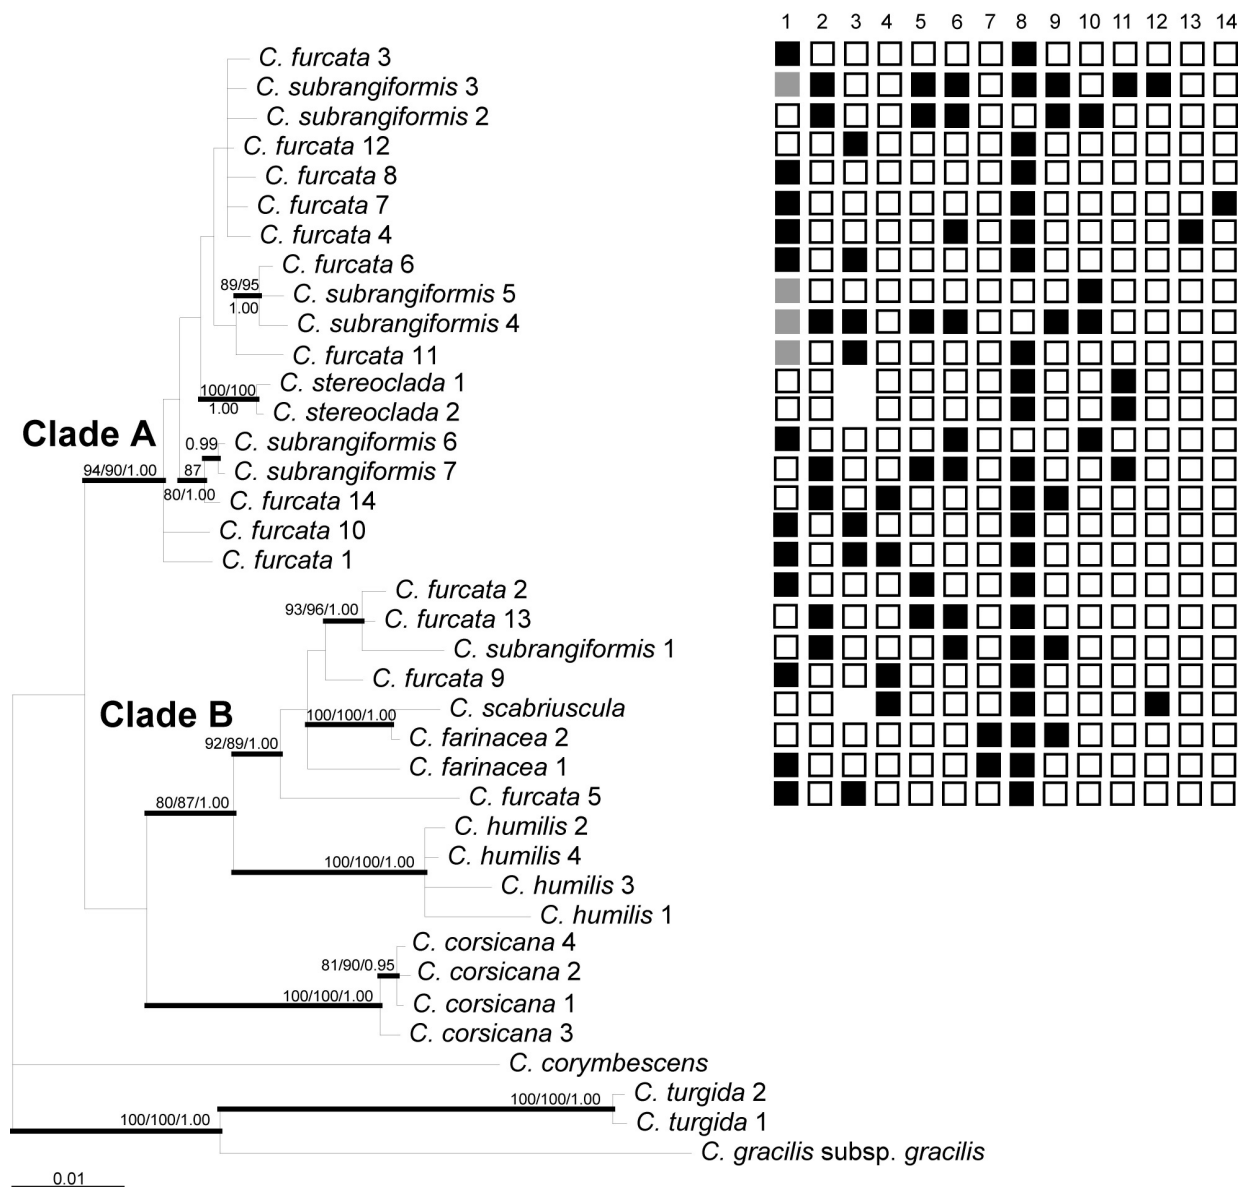 1 2 3 4 5 6 7 8 9 10 11 12 13 14
C. furcata 3
C. subrangiformis 3
C. subrangiformis 2
C. furcata 12
C. furcata 8
C. furcata 7
C. furcata 4
C. furcata 6
89/95
C. subrangiformis 5
1.00
C. subrangiformis 4
C. furcata 11
C. stereoclada 1
100/100
1.00
C. stereoclada 2
Clade A
0.99
C. subrangiformis 6
94/90/1.00
87
C. subrangiformis 7
80/1.00
C. furcata 14
C. furcata 10
C. furcata 1
C. furcata 2
93/96/1.00
C. furcata 13
C. subrangiformis 1
C. furcata 9
Clade B
C. scabriuscula
100/100/1.00
C. farinacea 2
92/89/1.00
C. farinacea 1
C. furcata 5
80/87/1.00
C. humilis 2
C. humilis 4
100/100/1.00
C. humilis 3
C. humilis 1
C. corsicana 4
81/90/0.95
C. corsicana 2
100/100/1.00
C. corsicana 1
C. corsicana 3
C. corymbescens
C. turgida 2
100/100/1.00
C. turgida 1
100/100/1.00
C. gracilis subsp. gracilis
0.01